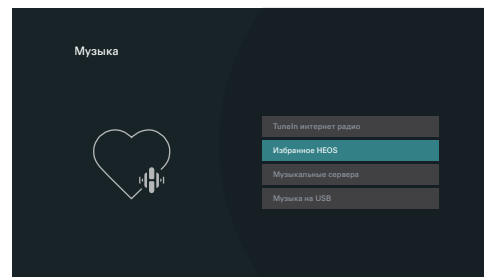 Музыка
TuneIn интернет радио
Избранное HEOS
Музыкальные сервера
Музыка на USB